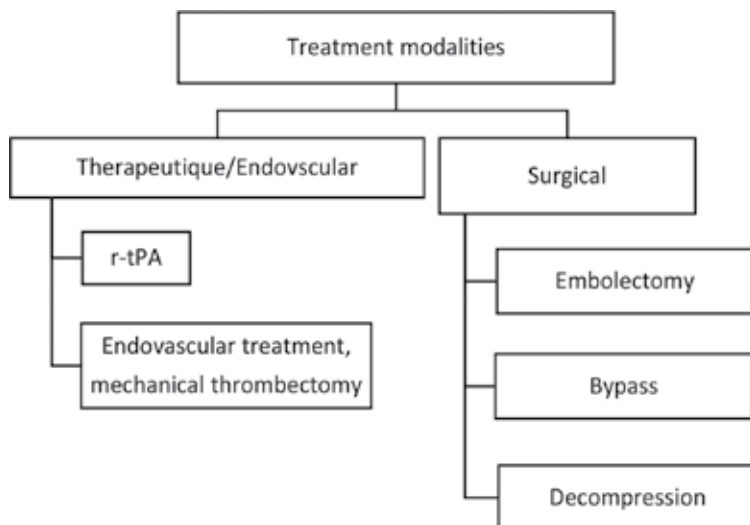 Treatment modalities
Therapeutique/Endovscular
Surgical
r-tPA
Endovascular treatment,
mechanical thrombectomy
Embolectomy
Bypass
Decompression